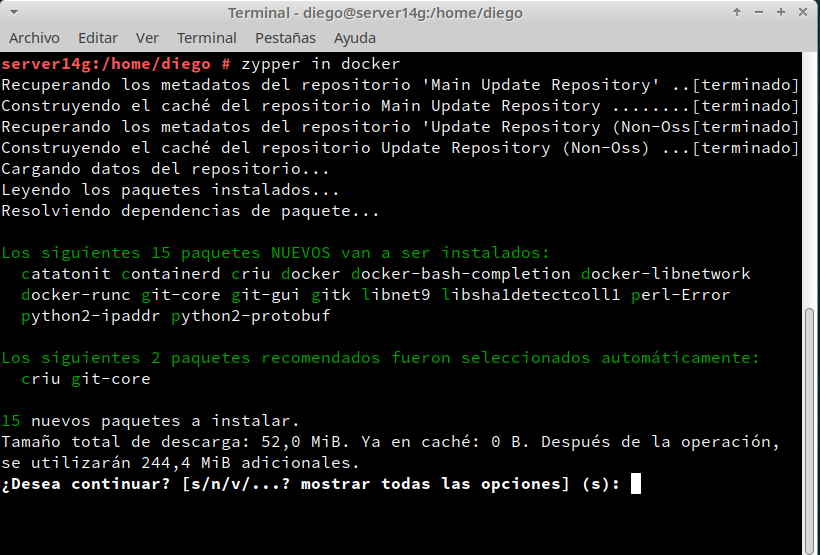 Terminal - diego@server14g:/home/diego
Archivo Editar Ver Terminal Pestañas Ayuda
server14g:/home/diego # zypper in docker
Recuperando los metadatos del repositorio 'Main Update Repository' ..[terminado]
Construyendo el caché del repositorio Main Update Repository ........[terminado]
Recuperando los metadatos del repositorio 'Update Repository (Non-Oss[terminado]
Construyendo el caché del repositorio Update Repository (Non-Oss) ...[terminado]
Cargando datos del repositorio...
Leyendo los paquetes instalados...
Resolviendo dependencias de paquete...
Los siguientes 15 paquetes NUEVOS van a ser instalados:
catatonit containerd criu docker docker-bash-completion docker-libnetwork
docker-runc git-core git-gui gitk libnet9 libsha1detectcoll1 perl-Error
python2-ipaddr python2-protobuf
Los siguientes 2 paquetes recomendados fueron seleccionados automáticamente:
criu git-core
15 nuevos paquetes a instalar.
Tamaño total de descarga: 52,0 MiB. Ya en caché: 0 B. Después de la operación,
se utilizarán 244,4 MiB adicionales.
¿Desea continuar? [s/n/v/...? mostrar todas las opciones] (s):